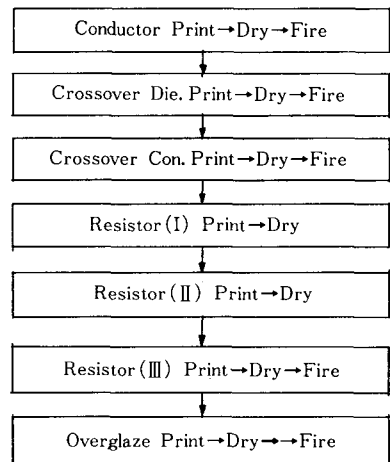 Conductor Print→Dry→Fire
Crossover Die. Print→Dry→Fire
Crossover Con. Print→Dry→Fire
Resistor(Ⅰ) Print→Dry
Resistor(Ⅱ) Print→Dry
Resistor(Ⅲ) Print→Dry→Fire
Overglaze Print→Dry→→Fire